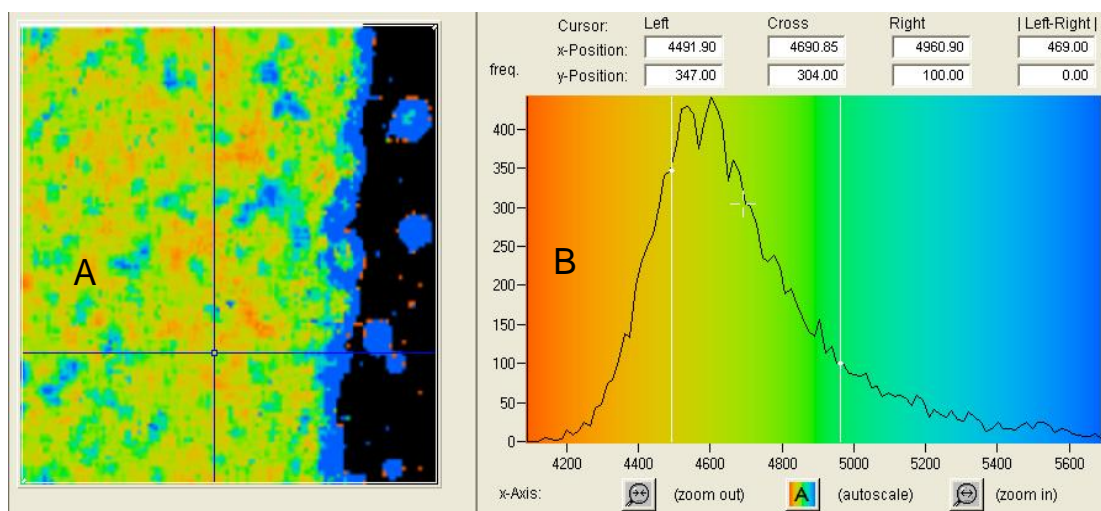 A
Cursor: Left Cross Right | Left-Right |
x-Position: 4491.90 4690.85 4960.90 469.00
freq.
y-Position: 347.00 304.00 100.00 0.00
400
350
300
250
200
150
100
50
0
B
4200 4400 4600 4800 5000 5200 5400 5600
x-Axis: (zoom out) A (autoscale) (zoom in)